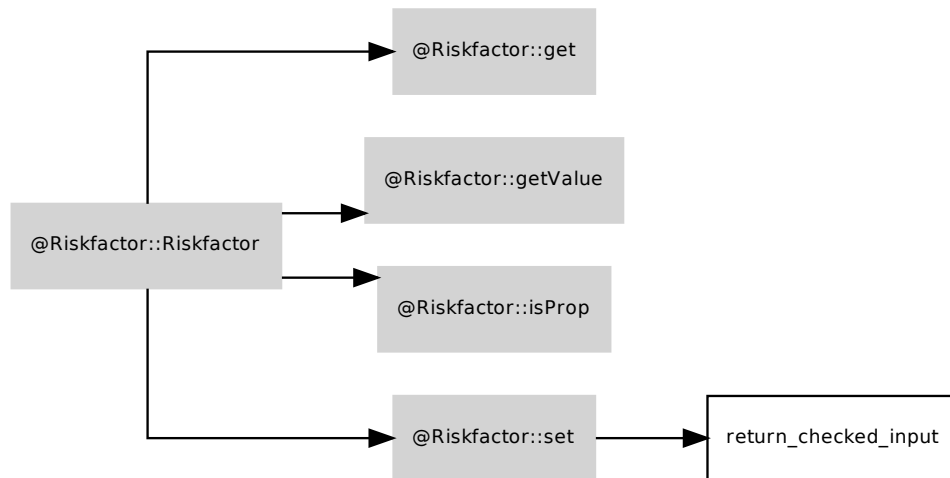 @Riskfactor::get
@Riskfactor::getValue
@Riskfactor::Riskfactor
@Riskfactor::isProp
@Riskfactor::set
return_checked_input